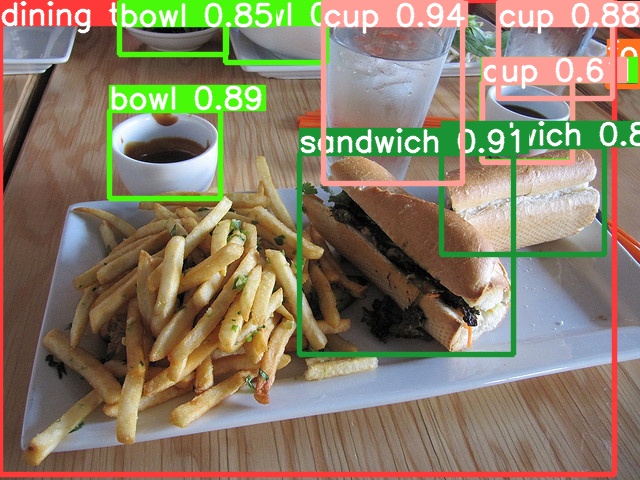 dining t
bowl 0.85
cup 0.94
cup 0.88
cup 0.6
bowl 0.89
sandwich 0.91